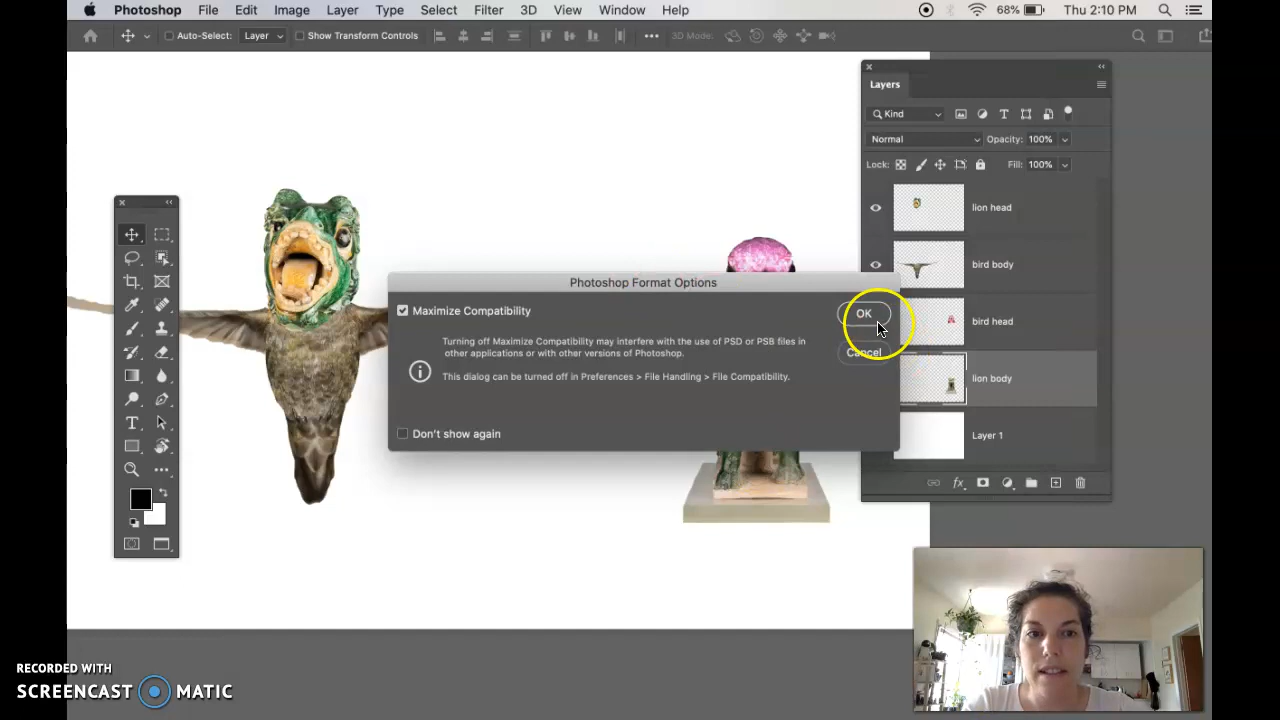 Photoshop File Edit Image Layer Type Select Filter 3D View Window Help 68% Thu 2:10 PM
Auto-Select: Layer Show Transform Controls 3D Mode:
Layers
Kind
Normal Opacity: 100%
Lock: Fill: 100%
lion head
bird body
bird head
lion body
Layer 1
fx
Photoshop Format Options
Maximize Compatibility
OK
Turning off Maximize Compatibility may interfere with the use of PSD or PSB files in
other applications or with other versions of Photoshop.
Cancel
This dialog can be turned off in Preferences > File Handling > File Compatibility.
Don't show again
RECORDED WITH
SCREENCAST MATIC